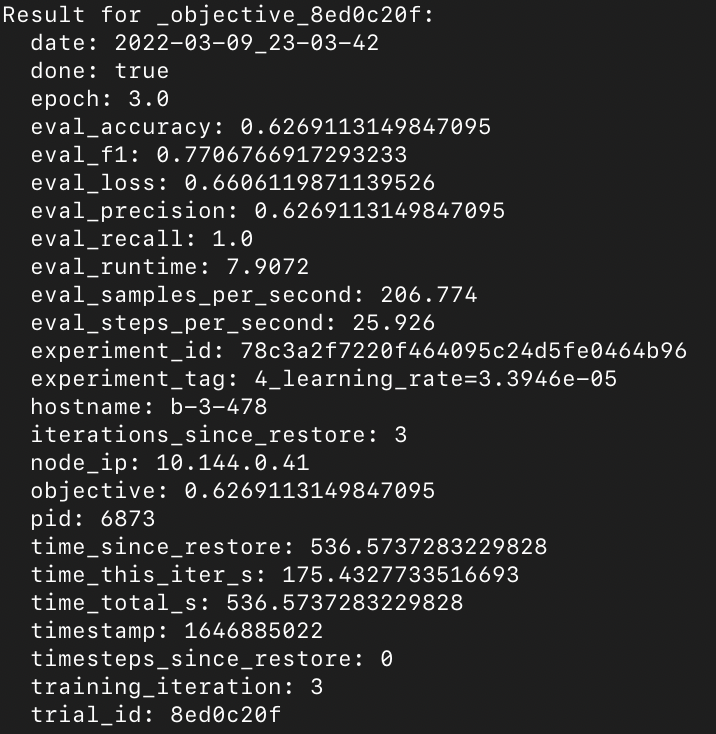 Result for _objective_8ed0c20f:
date: 2022-03-09_23-03-42
done: true
epoch: 3.0
eval_accuracy: 0.6269113149847095
eval_f1: 0.7706766917293233
eval_loss: 0.6606119871139526
eval_precision: 0.6269113149847095
eval_recall: 1.0
eval_runtime: 7.9072
eval_samples_per_second: 206.774
eval_steps_per_second: 25.926
experiment_id: 78c3a2f7220f464095c24d5fe0464b96
experiment_tag: 4_learning_rate=3.3946e-05
hostname: b-3-478
iterations_since_restore: 3
node_ip: 10.144.0.41
objective: 0.6269113149847095
pid: 6873
time_since_restore: 536.5737283229828
time_this_iter_s: 175.4327733516693
time_total_s: 536.5737283229828
timestamp: 1646885022
timesteps_since_restore: 0
training_iteration: 3
trial_id: 8ed0c20f